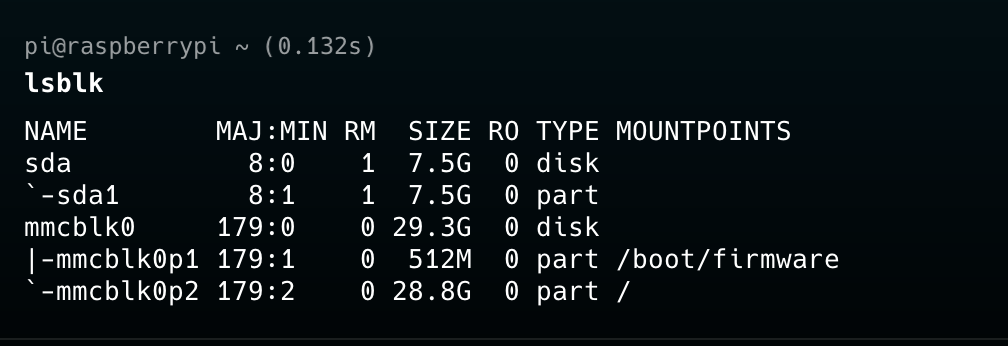 pi@raspberrypi ~ (0.132s)
lsblk
NAME        MAJ:MIN RM  SIZE RO TYPE MOUNTPOINTS
sda           8:0    1  7.5G  0 disk
`-sda1        8:1    1  7.5G  0 part
mmcblk0     179:0    0 29.3G  0 disk
|-mmcblk0p1 179:1    0  512M  0 part /boot/firmware
`-mmcblk0p2 179:2    0 28.8G  0 part /